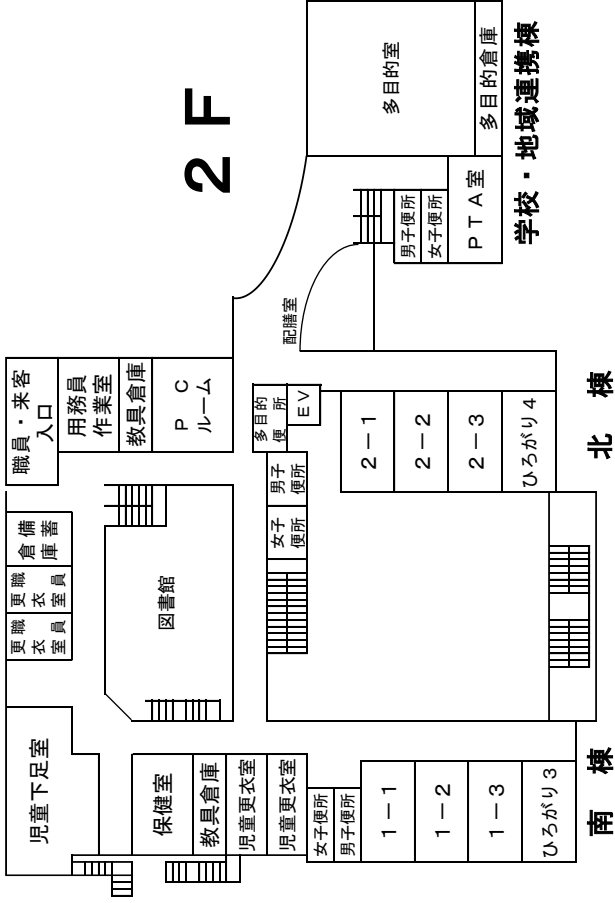 2F
多目的室
多目的倉庫
学校・地域連携棟
男子便所
女子便所
PTA室
配膳室
職員・来客
入口
用務員
作業室
教具倉庫
PC
ルーム
多目的
便所
EV
2－1
2－2
2－3
ひろがり4
北棟
男子
便所
女子
便所
備蓄
倉庫
職員
更衣室
職員
更衣室
図書館
児童下足室
保健室
教具倉庫
児童更衣室
児童更衣室
女子便所
男子便所
1－1
1－2
1－3
ひろがり3
南棟